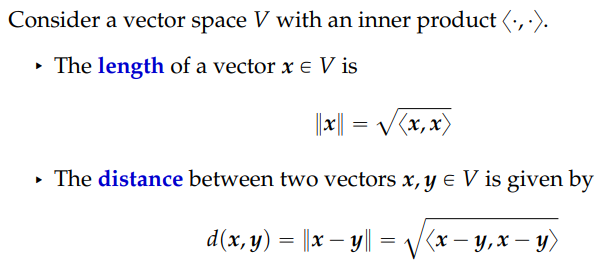 Consider a vector space V with an inner product ⟨·, ·⟩.
‣ The length of a vector x ∈ V is
‖x‖ = √⟨x, x⟩
‣ The distance between two vectors x, y ∈ V is given by
d(x, y) = ‖x − y‖ = √⟨x − y, x − y⟩